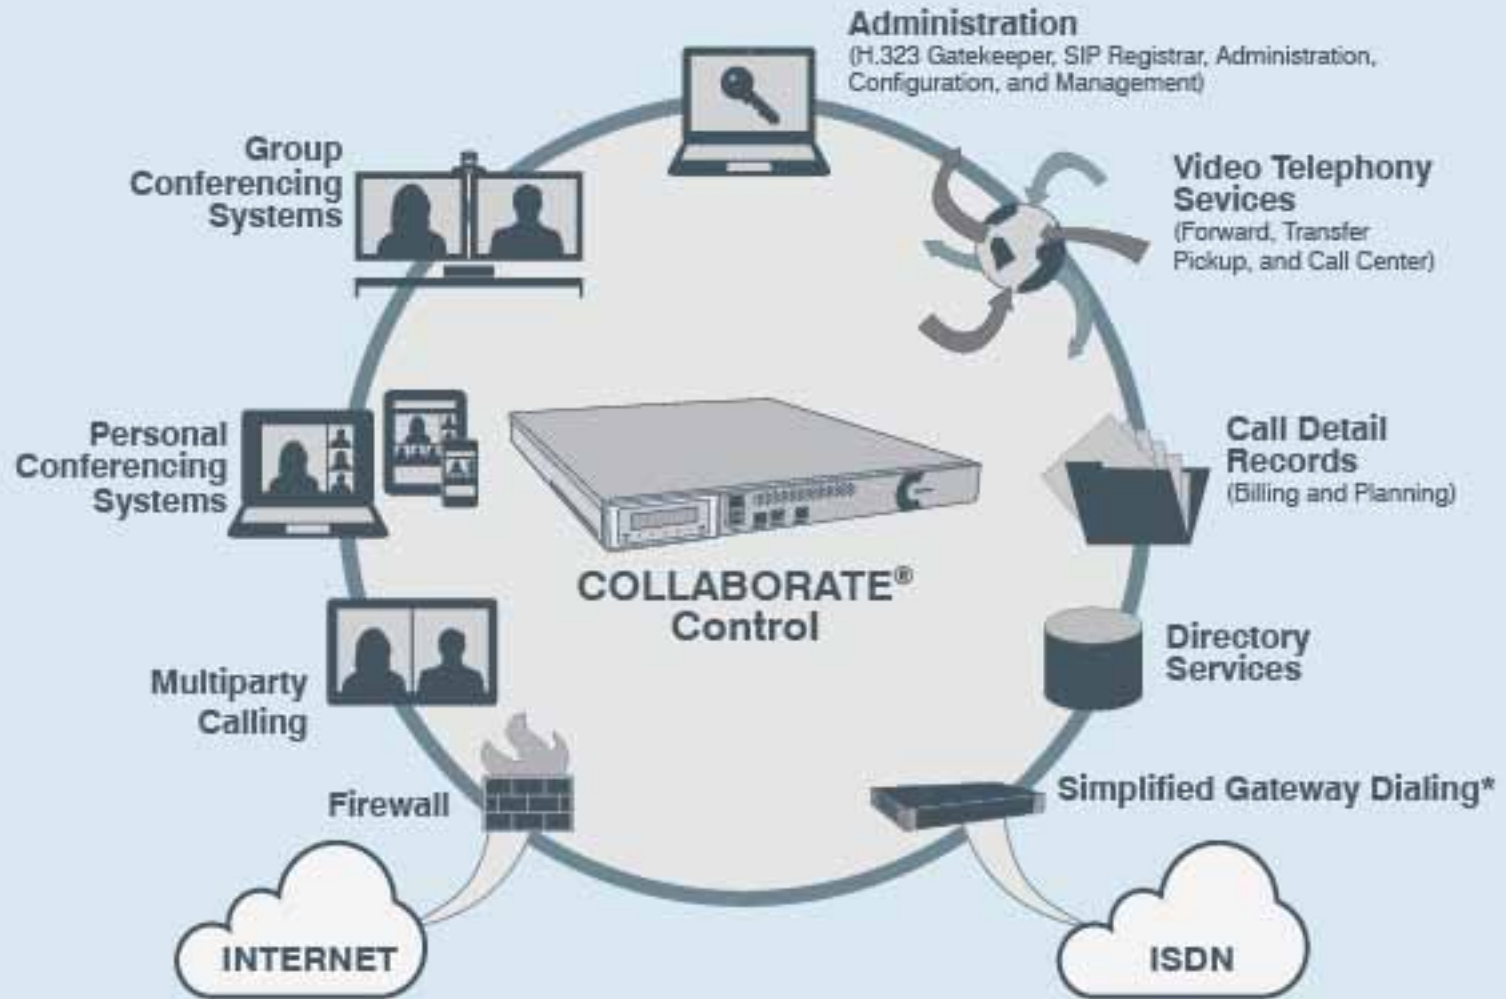 Administration
(H.323 Gatekeeper, SIP Registrar, Administration,
Configuration, and Management)
Group
Conferencing
Systems
Video Telephony
Sevices
(Forward, Transfer
Pickup, and Call Center)
Personal
Conferencing
Systems
Call Detail
Records
(Billing and Planning)
COLLABORATE®
Control
Multiparty
Calling
Directory
Services
Firewall
Simplified Gateway Dialing*
INTERNET
ISDN